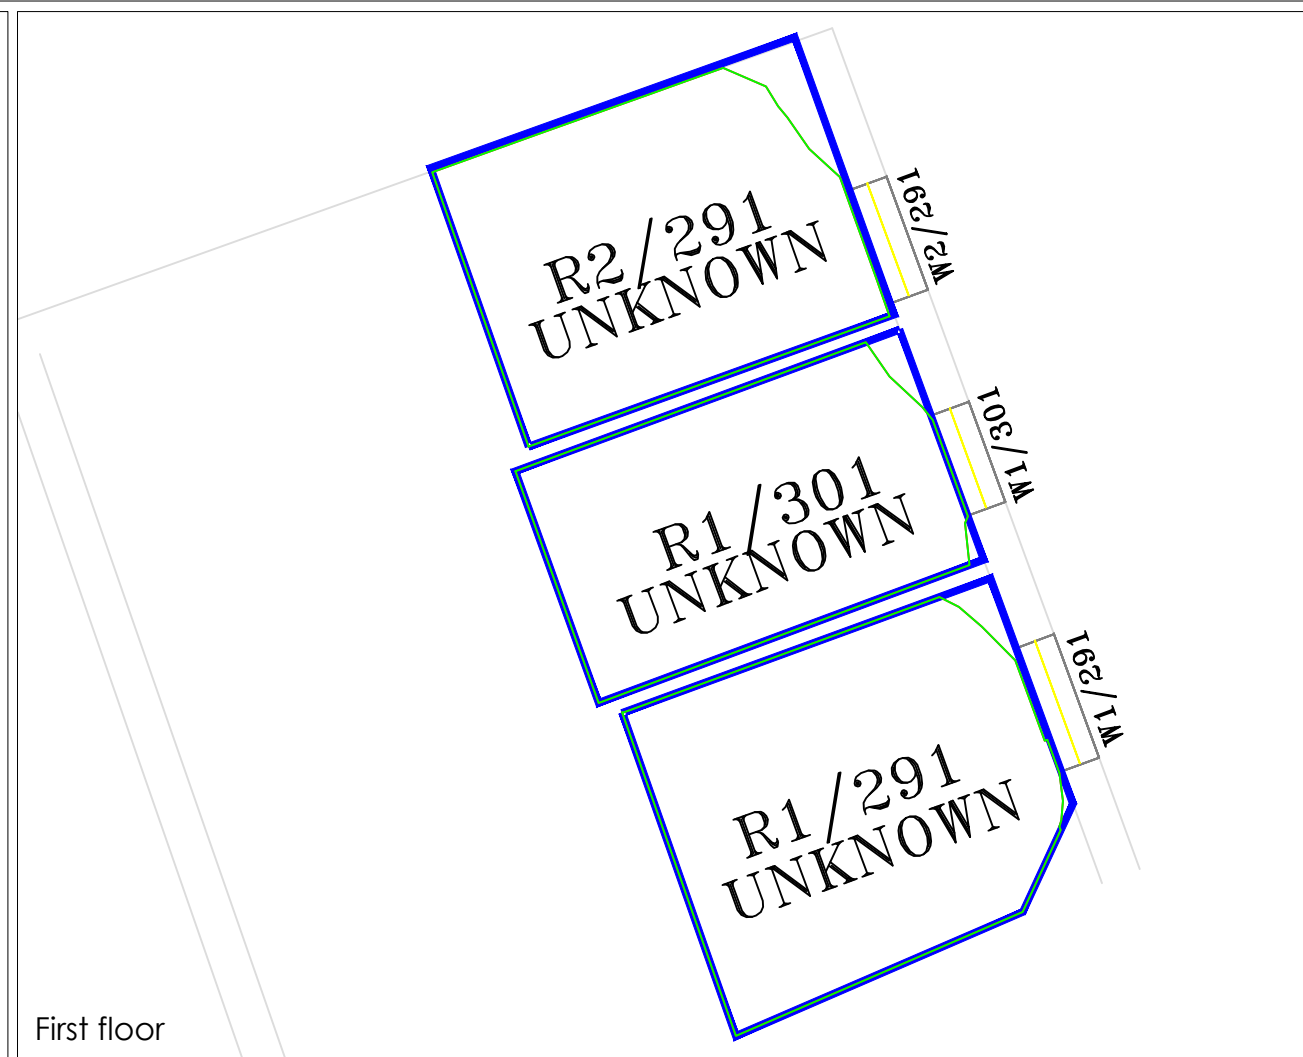 R2/291
UNKNOWN
W2/291
R1/301
UNKNOWN
W1/301
R1/291
UNKNOWN
W1/291
First floor